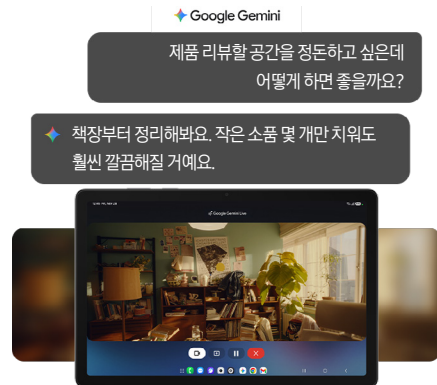 Google Gemini
제품 리뷰할 공간을 정돈하고 싶은데
어떻게 하면 좋을까요?
책장부터 정리해봐요. 작은 소품 몇 개만 치워도
훨씬 깔끔해질 거예요.
Google Gemini Live